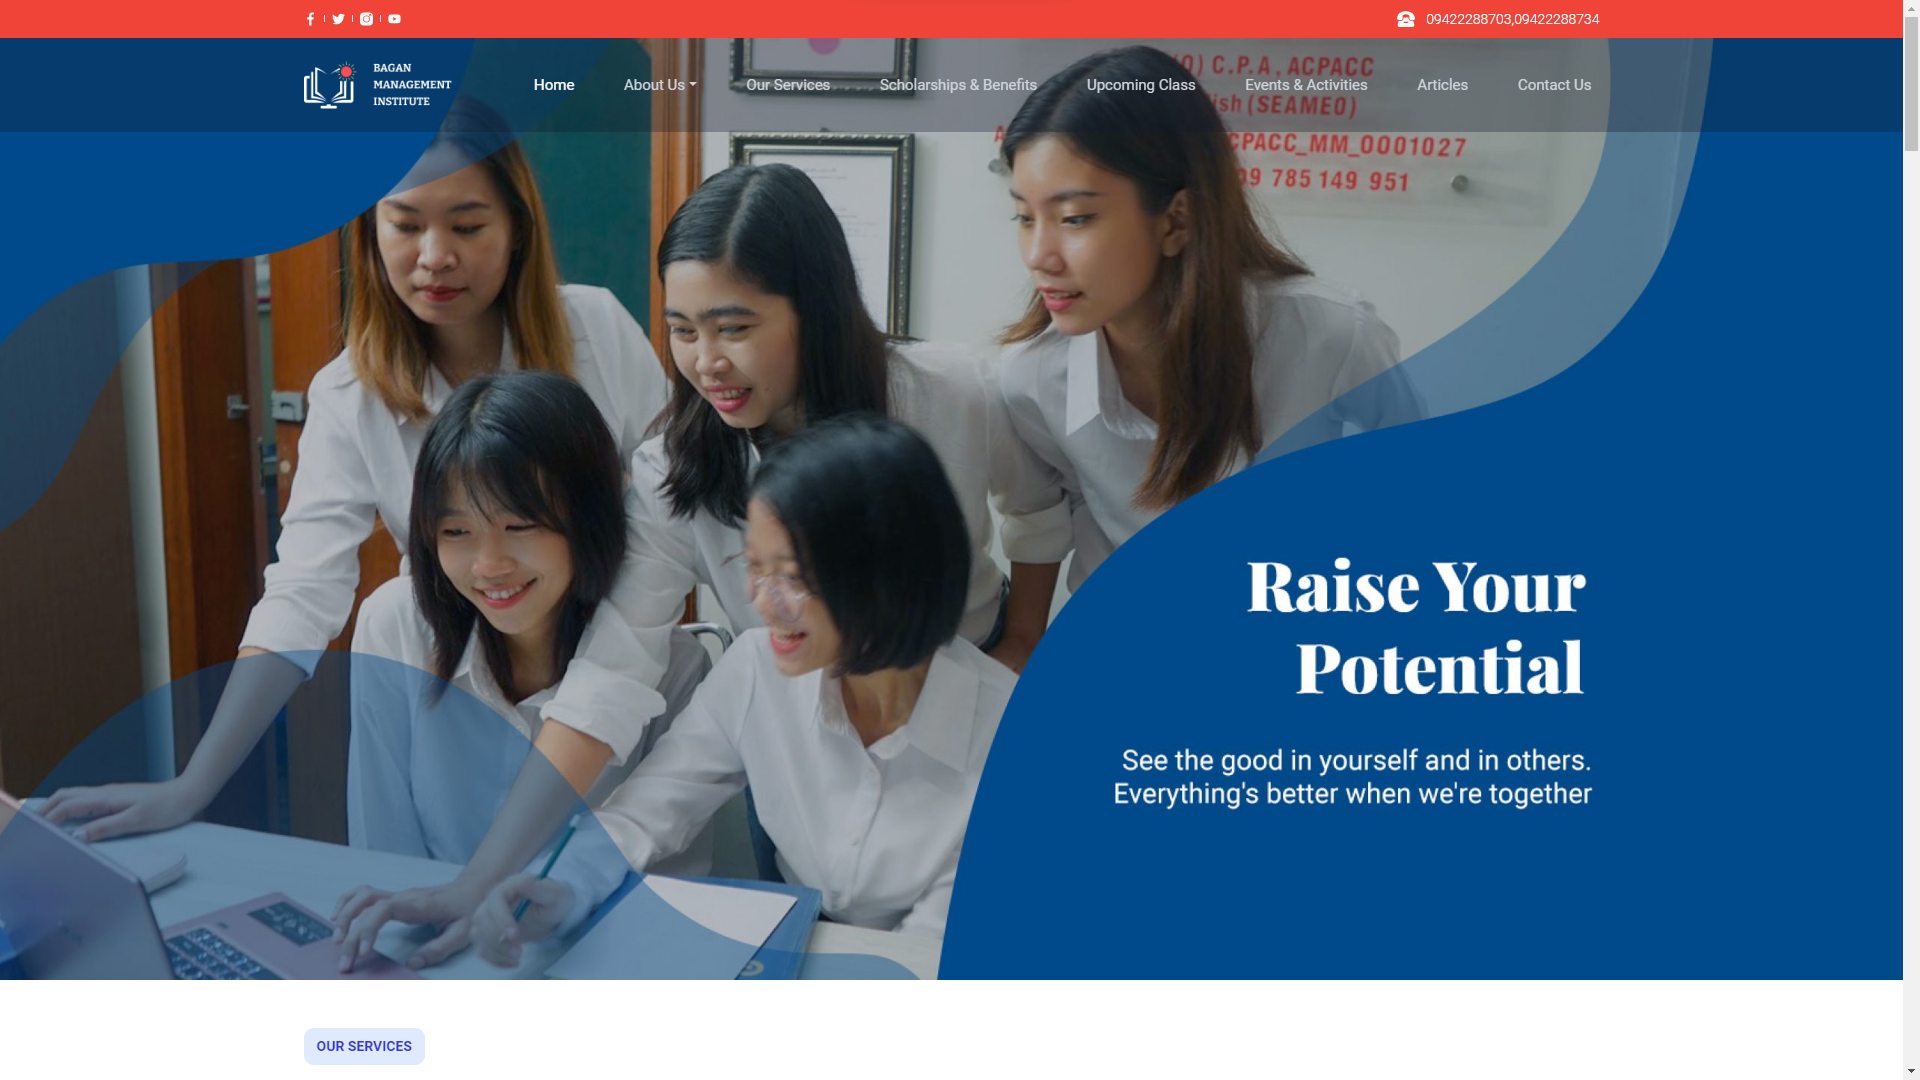 09422288703,09422288734
BAGAN
MANAGEMENT
INSTITUTE
Home
About Us
Our Services
Scholarships & Benefits
Upcoming Class
Events & Activities
Articles
Contact Us
C.P.A, ACPACC
(SEAMEO)
CPACC_MM_0001027
09 785 149 951
Raise Your
Potential
See the good in yourself and in others.
Everything's better when we're together
OUR SERVICES